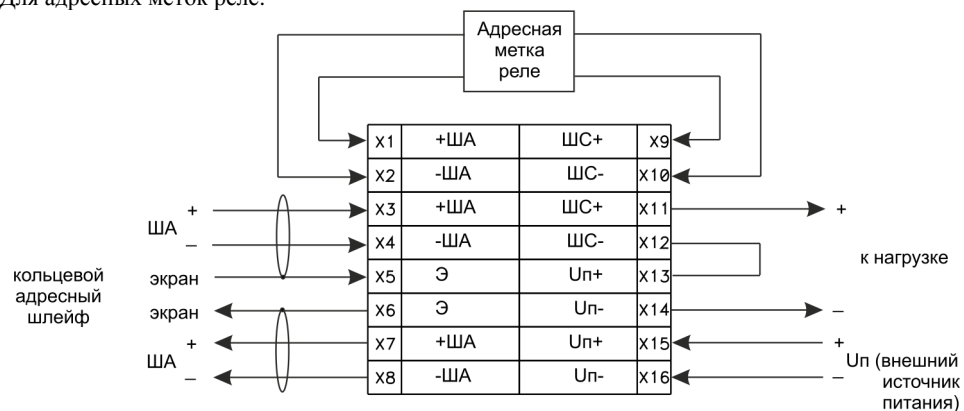 Для адресных меток реле:
Адресная
метка
реле
X1 +ША ШС+ X9
X2 -ША ШС- X10
X3 +ША ШС+ X11
X4 -ША ШС- X12
X5 Э Uп+ X13
X6 Э Uп- X14
X7 +ША Uп+ X15
X8 -ША Uп- X16
кольцевой
адресный
шлейф
+
ША
–
экран
экран
+
ША
–
+
к нагрузке
–
+
Uп (внешний
–
источник
питания)